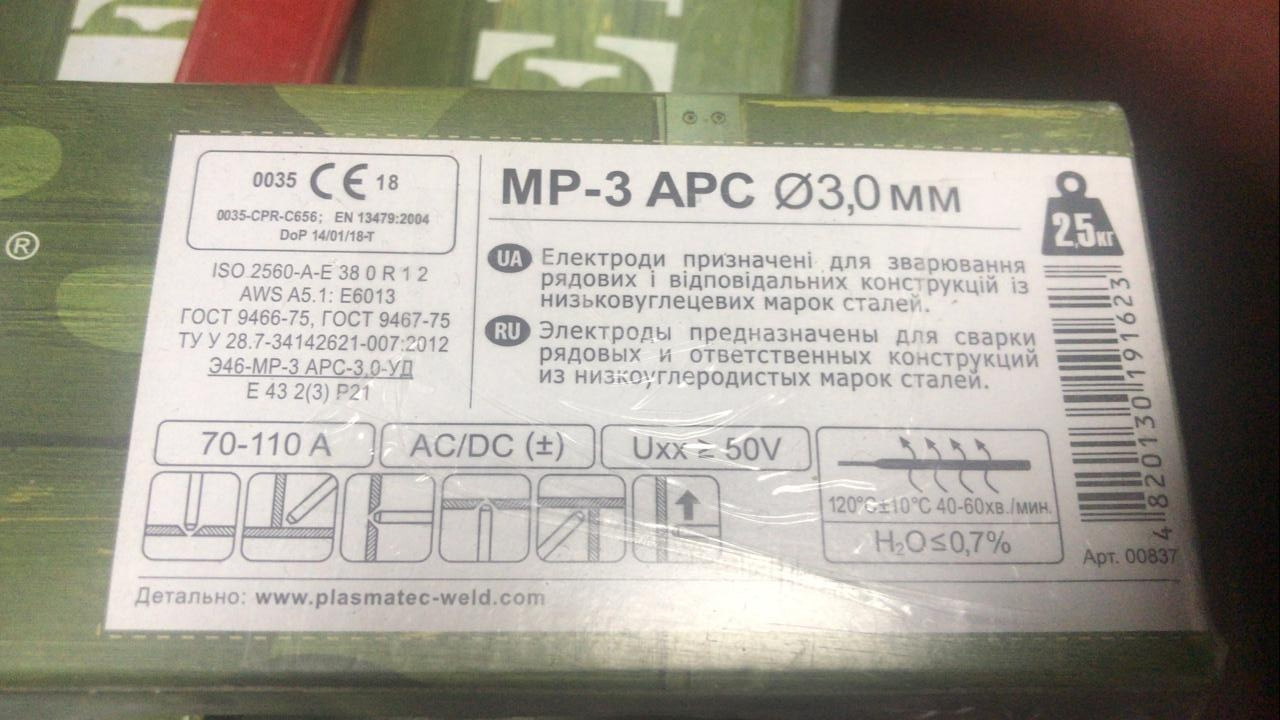 ®
0035 CE 18
0035-CPR-C656; EN 13479:2004
DoP 14/01/18-T
ISO 2560-A-E 38 0 R 1 2
AWS A5.1: E6013
ГОСТ 9466-75, ГОСТ 9467-75
ТУ У 28.7-34142621-007:2012
Э46-МР-3 АРС-3,0-УД
Е 43 2(3) Р21
МР-3 АРС Ø3,0 мм
2,5кг
UA Електроди призначені для зварювання
рядових і відповідальних конструкцій із
низьковуглецевих марок сталей.
RU Электроды предназначены для сварки
рядовых и ответственных конструкций
из низкоуглеродистых марок сталей.
70-110 A
AC/DC (±)
Uxx ≥ 50V
120°C±10°C 40-60хв./мин.
H₂O≤0,7%
4 820130 191623
Арт. 00837
Детально: www.plasmatec-weld.com